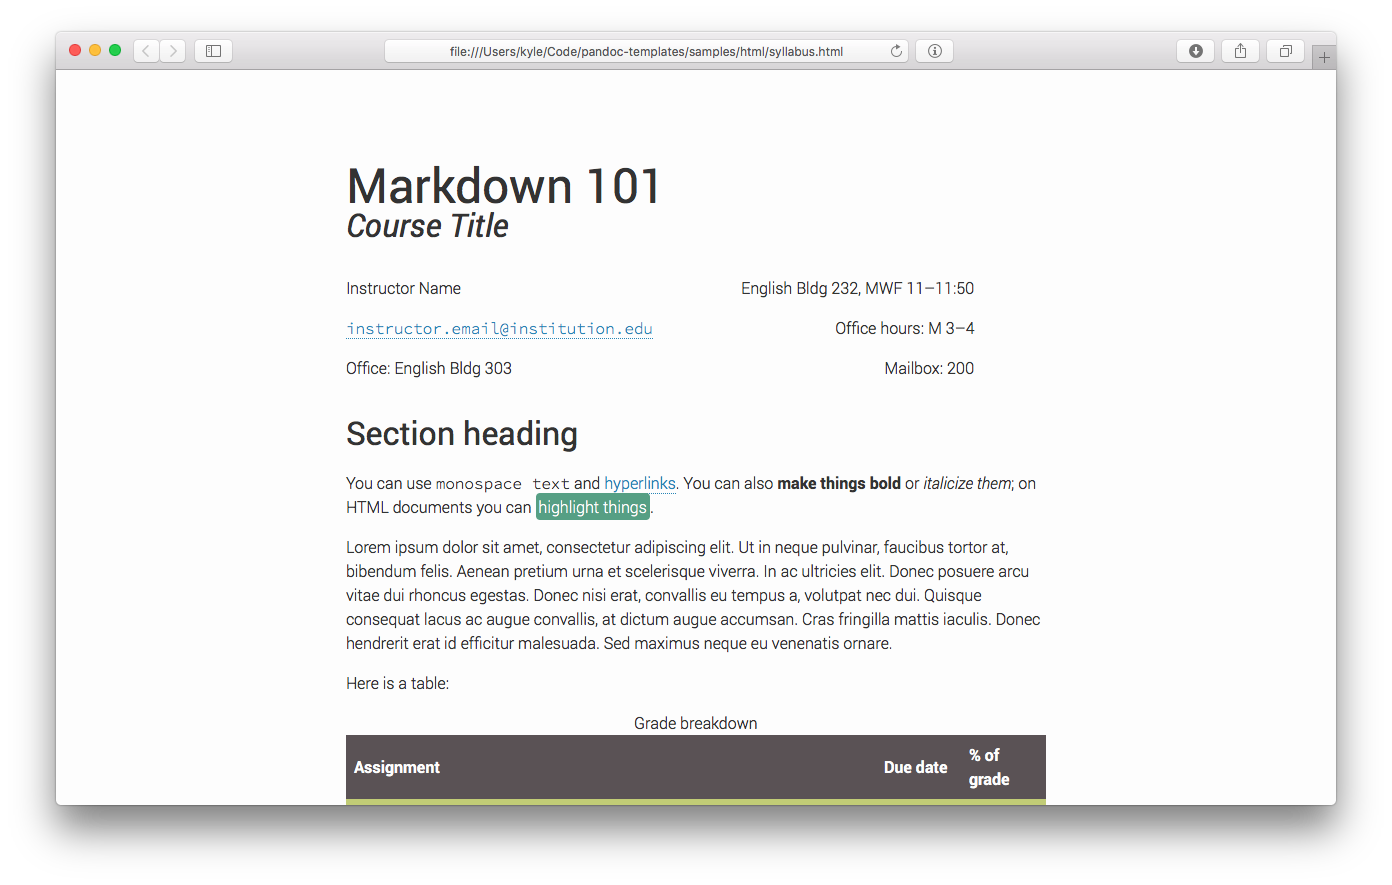 file:///Users/kyle/Code/pandoc-templates/samples/html/syllabus.html
Markdown 101
Course Title
Instructor Name
English Bldg 232, MWF 11–11:50
instructor.email@institution.edu
Office hours: M 3–4
Office: English Bldg 303
Mailbox: 200
Section heading
You can use monospace text and hyperlinks. You can also make things bold or italicize them; on
HTML documents you can highlight things.
Lorem ipsum dolor sit amet, consectetur adipiscing elit. Ut in neque pulvinar, faucibus tortor at,
bibendum felis. Aenean pretium urna et scelerisque viverra. In ac ultricies elit. Donec posuere arcu
vitae dui rhoncus egestas. Donec nisi erat, convallis eu tempus a, volutpat nec dui. Quisque
consequat lacus ac augue convallis, at dictum augue accumsan. Cras fringilla mattis iaculis. Donec
hendrerit erat id efficitur malesuada. Sed maximus neque eu venenatis ornare.
Here is a table:
Grade breakdown
Assignment
Due date
% of
grade